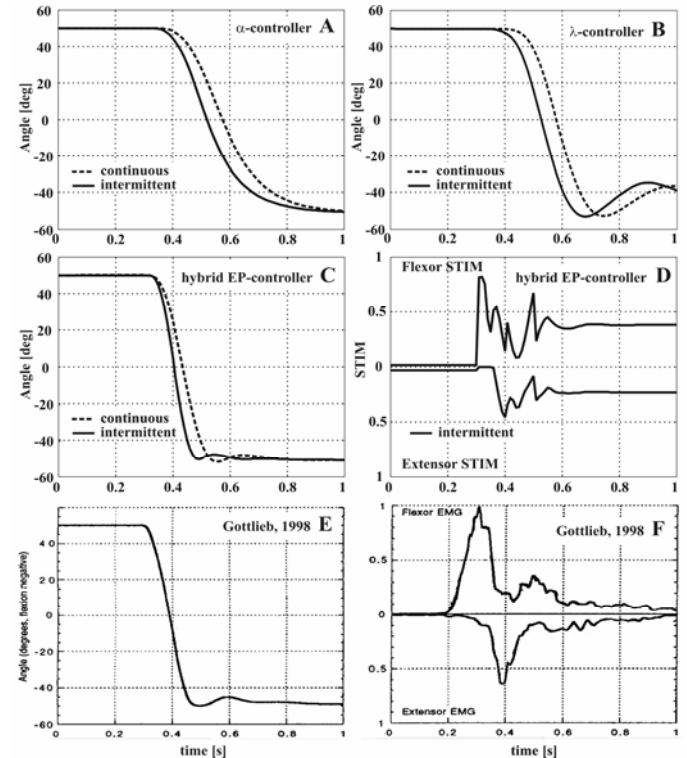 60
α-controller A
40
20
0
-20
-40
-60
Angle [deg]
continuous
intermittent
0 0.2 0.4 0.6 0.8 1
60
λ-controller B
40
20
0
-20
-40
-60
Angle [deg]
continuous
intermittent
0 0.2 0.4 0.6 0.8 1
60
hybrid EP-controller C
40
20
0
-20
-40
-60
Angle [deg]
continuous
intermittent
0 0.2 0.4 0.6 0.8 1
1
Flexor STIM
hybrid EP-controller D
0.5
0
0.5
1
STIM
intermittent
Extensor STIM
0 0.2 0.4 0.6 0.8 1
Gottlieb, 1998 E
40
20
0
-20
-40
-60
Angle (degrees, flexion negative)
0 0.2 0.4 0.6 0.8 1
time [s]
1
Flexor EMG
Gottlieb, 1998 F
0.5
0
0.5
1
Extensor EMG
0 0.2 0.4 0.6 0.8 1
time [s]